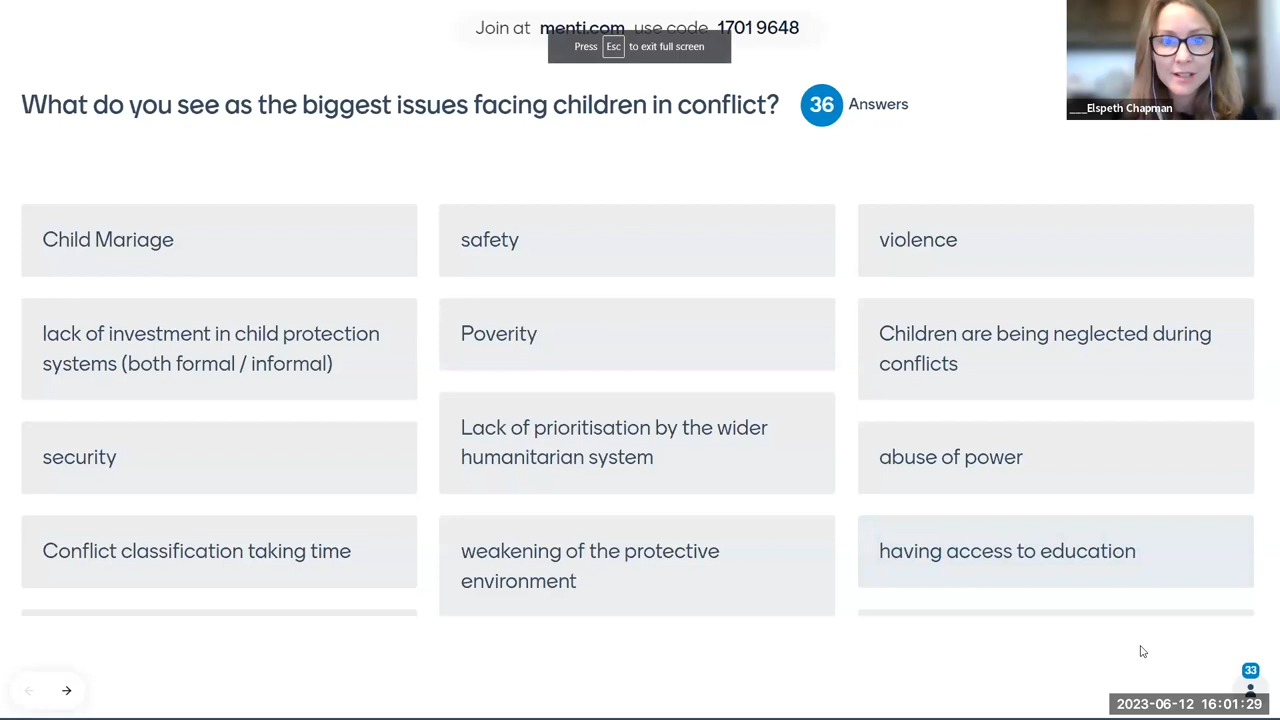 Join at menti.com use code 1701 9648
Press Esc to exit full screen
What do you see as the biggest issues facing children in conflict?
36 Answers
___Elspeth Chapman
Child Mariage
safety
violence
lack of investment in child protection
systems (both formal / informal)
Poverity
Children are being neglected during
conflicts
security
Lack of prioritisation by the wider
humanitarian system
abuse of power
Conflict classification taking time
weakening of the protective
environment
having access to education
33
2023-06-12 16:01:29